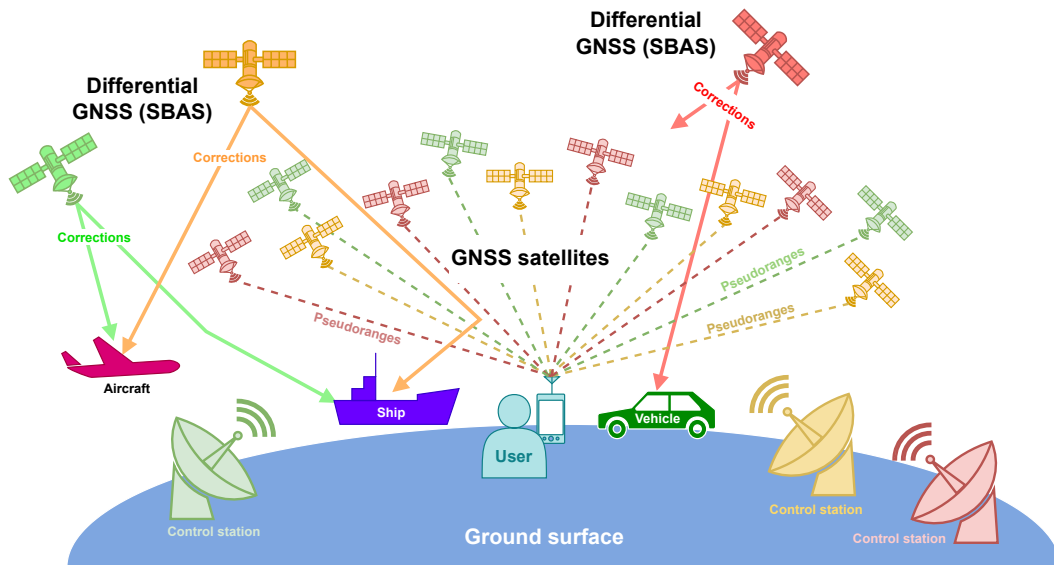 Differential
GNSS (SBAS)
Differential
GNSS (SBAS)
Corrections
Corrections
Corrections
GNSS satellites
Pseudoranges
Pseudoranges
Pseudoranges
Aircraft
Ship
Vehicle
User
Control station
Control station
Control station
Ground surface